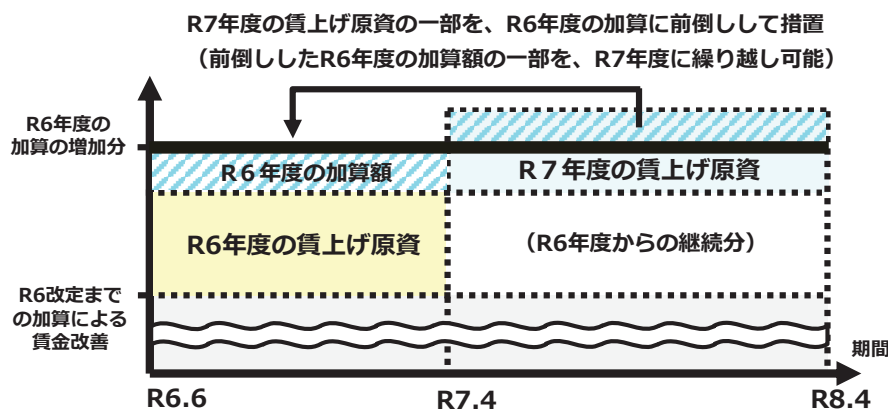 R7年度の賃上げ原資の一部を、R6年度の加算に前倒しして措置
（前倒ししたR6年度の加算額の一部を、R7年度に繰り越し可能）
R6年度の
加算の増加分
R６年度の加算額
R７年度の賃上げ原資
R6年度の賃上げ原資
（R6年度からの継続分）
R6改定まで
の加算による
賃金改善
期間
R6.6
R7.4
R8.4